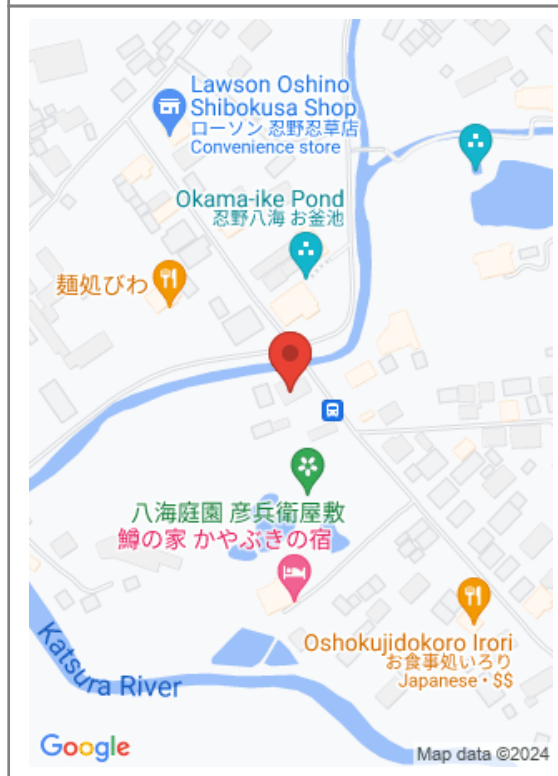 Lawson Oshino
Shibokusa Shop
ローソン 忍野忍草店
Convenience store
Okama-ike Pond
忍野八海 お釜池
麺処びわ
八海庭園 彦兵衛屋敷
鱒の家 かやぶきの宿
Oshokujidokoro Irori
お食事処いろり
Japanese • $$
Katsura River
Google
Map data ©2024